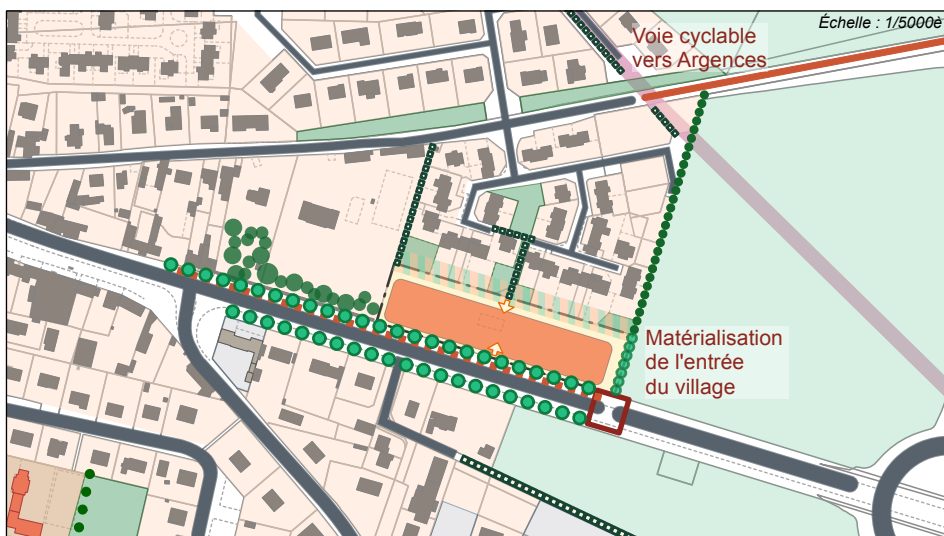 Échelle : 1/5000è
Voie cyclable
vers Argences
Matérialisation
de l'entrée
du village